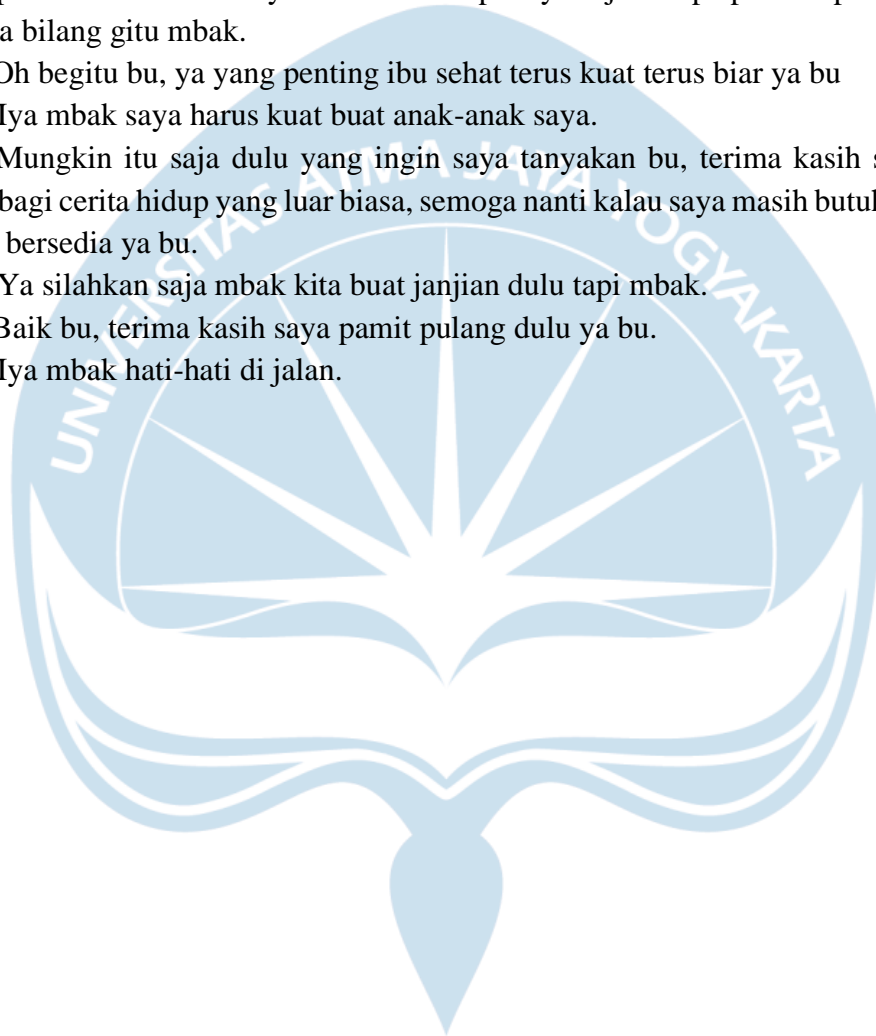 a bilang gitu mbak.
Oh begitu bu, ya yang penting ibu sehat terus kuat terus biar ya bu
Iya mbak saya harus kuat buat anak-anak saya.
Mungkin itu saja dulu yang ingin saya tanyakan bu, terima kasih
bagi cerita hidup yang luar biasa, semoga nanti kalau saya masih
bersedia ya bu.
Ya silahkan saja mbak kita buat janjian dulu tapi mbak.
Baik bu, terima kasih saya pamit pulang dulu ya bu.
Iya mbak hati-hati di jalan.
UNIVERSITAS ATMA JAYA YOGYAKARTA